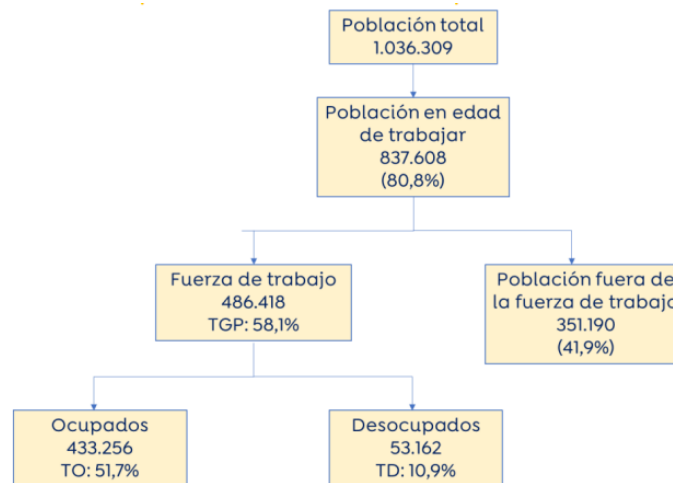 Población total
1.036.309
Población en edad
de trabajar
837.608
(80,8%)
Fuerza de trabajo
486.418
TGP: 58,1%
Población fuera de
la fuerza de trabajo
351.190
(41,9%)
Ocupados
433.256
TO: 51,7%
Desocupados
53.162
TD: 10,9%